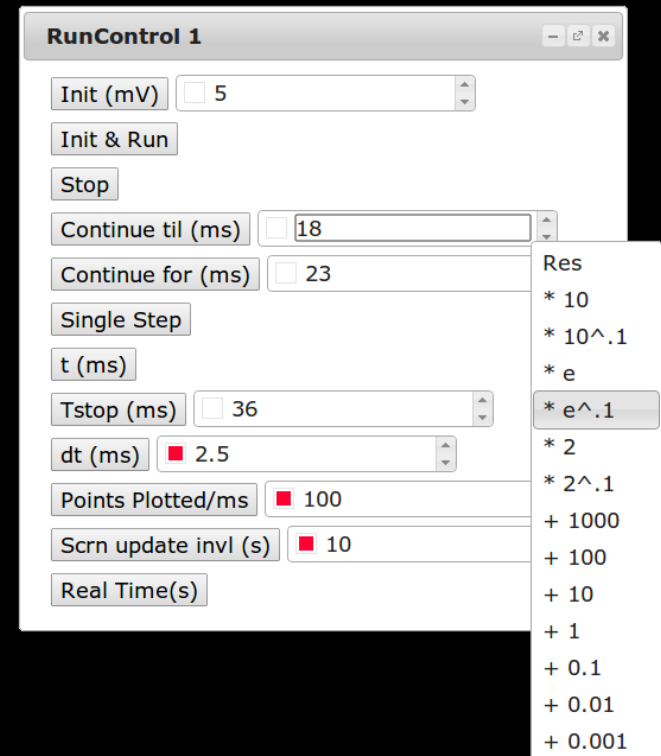 RunControl 1
Init (mV) 5
Init & Run
Stop
Continue til (ms) 18
Continue for (ms) 23
Single Step
t (ms)
Tstop (ms) 36
dt (ms) 2.5
Points Plotted/ms 100
Scrn update invl (s) 10
Real Time(s)
Res
* 10
* 10^.1
* e
* e^.1
* 2
* 2^.1
+ 1000
+ 100
+ 10
+ 1
+ 0.1
+ 0.01
+ 0.001